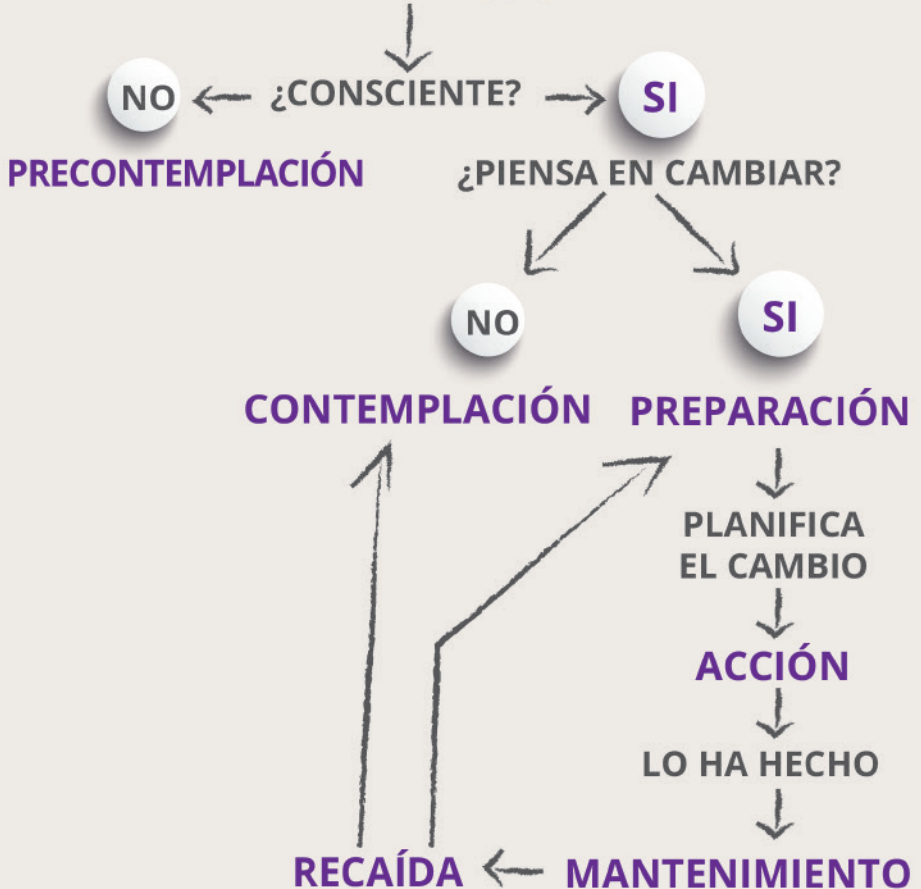 NO
¿CONSCIENTE?
SI
PRECONTEMPLACIÓN
¿PIENSA EN CAMBIAR?
NO
SI
CONTEMPLACIÓN
PREPARACIÓN
PLANIFICA
EL CAMBIO
ACCIÓN
LO HA HECHO
RECAÍDA
MANTENIMIENTO